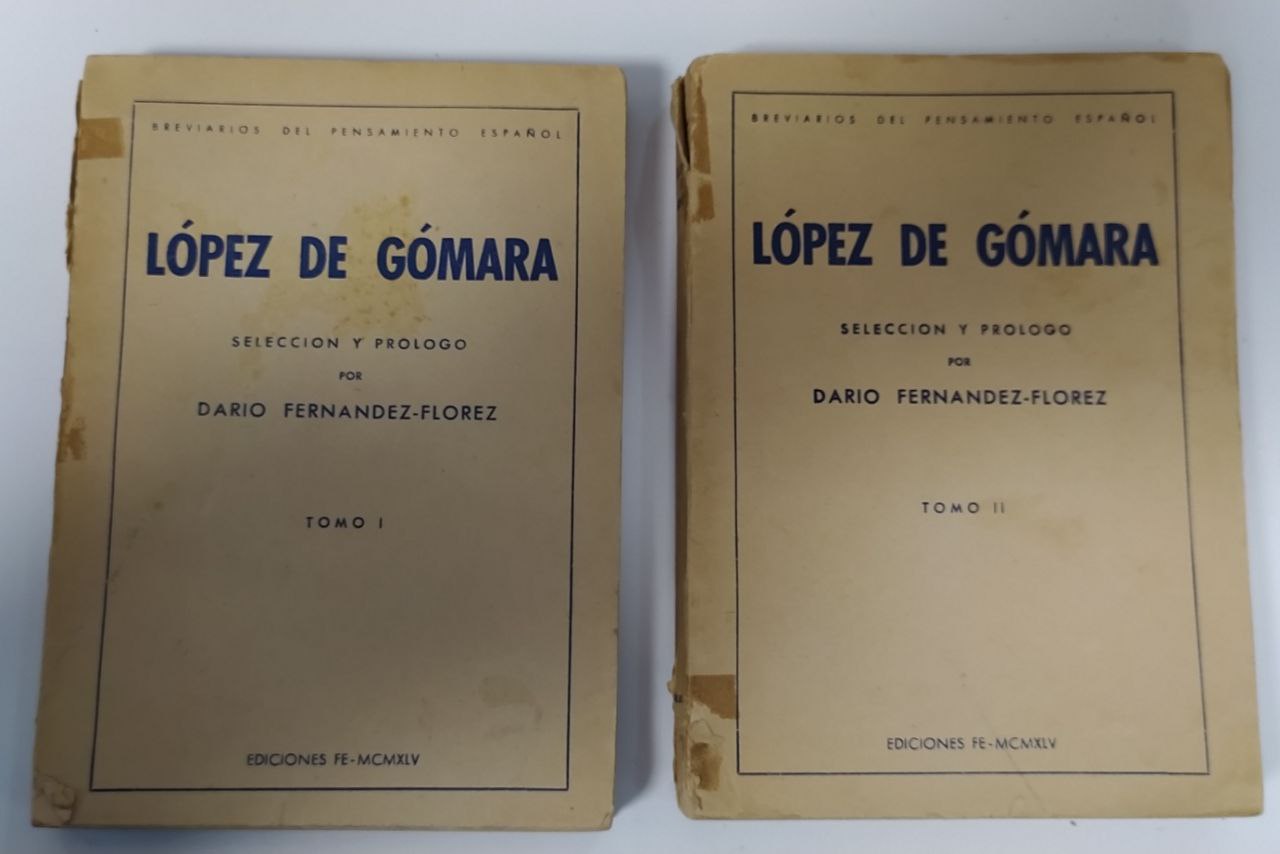 BREVIARIOS DEL PENSAMIENTO ESPAÑOL
LÓPEZ DE GÓMARA
SELECCION Y PROLOGO
POR
DARIO FERNANDEZ-FLOREZ
TOMO I
EDICIONES FE-MCMXLV
BREVIARIOS DEL PENSAMIENTO ESPAÑOL
LÓPEZ DE GÓMARA
SELECCION Y PROLOGO
POR
DARIO FERNANDEZ-FLOREZ
TOMO II
EDICIONES FE-MCMXLV